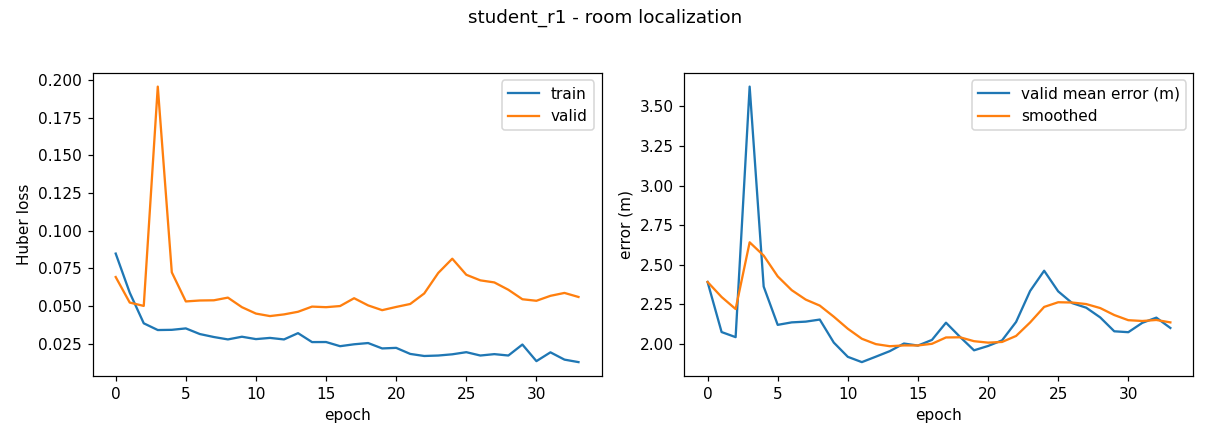 student_r1 - room localization
0.200
0.175
0.150
0.125
0.100
0.075
0.050
0.025
Huber loss
train
valid
0 5 10 15 20 25 30
epoch
3.50
3.25
3.00
2.75
2.50
2.25
2.00
error (m)
valid mean error (m)
smoothed
0 5 10 15 20 25 30
epoch